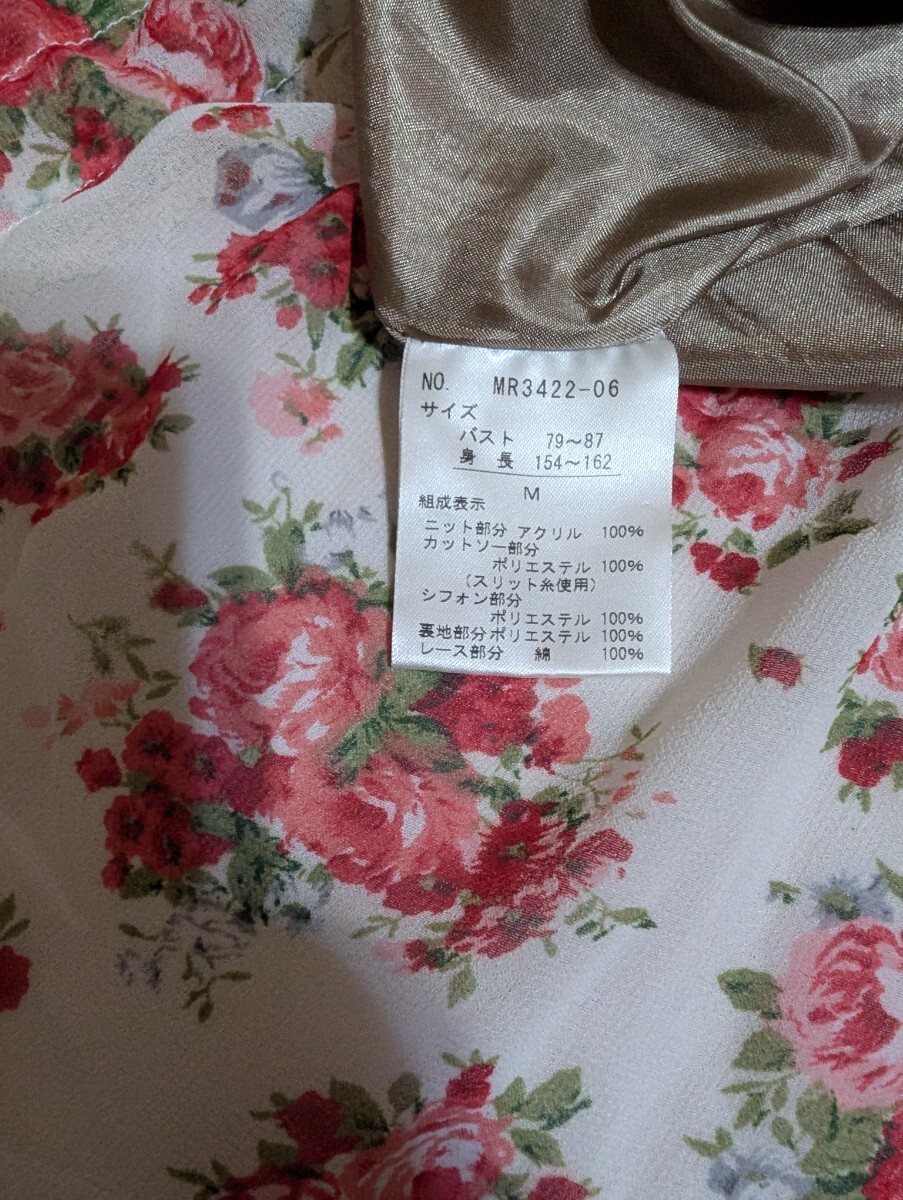 NO. MR3422-06
サイズ
バスト 79～87
身長 154～162
M
組成表示
ニット部分 アクリル 100%
カットソー部分
ポリエステル 100%
(スリット糸使用)
シフォン部分
ポリエステル 100%
裏地部分ポリエステル 100%
レース部分 綿 100%